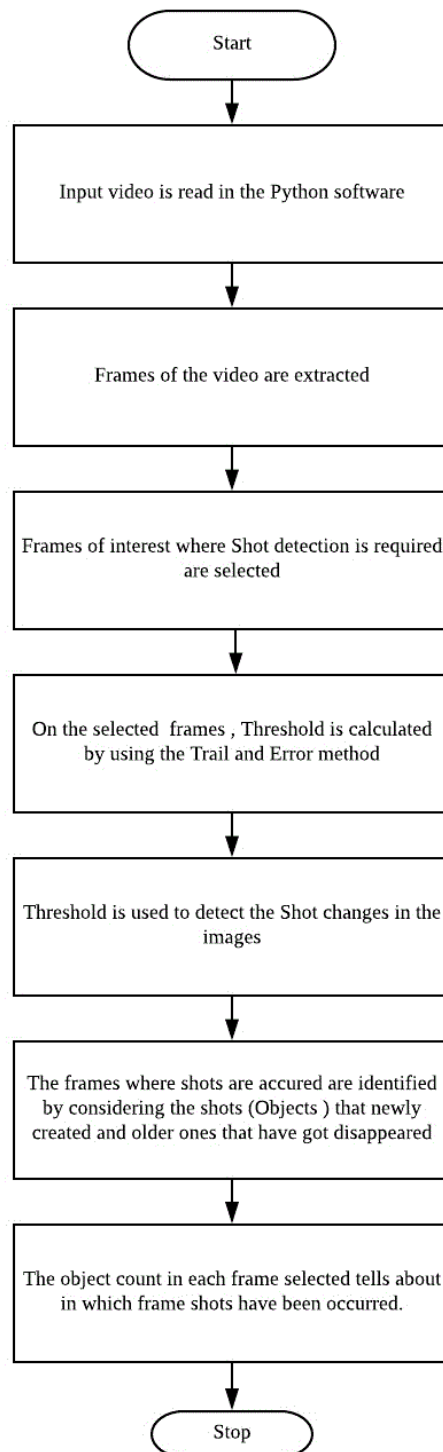 Start
Input video is read in the Python software
Frames of the video are extracted
Frames of interest where Shot detection is required
are selected
On the selected  frames , Threshold is calculated
by using the Trail and Error method
Threshold is used to detect the Shot changes in the
images
The frames where shots are accured are identified
by considering the shots (Objects ) that newly
created and older ones that have got disappeared
The object count in each frame selected tells about
in which frame shots have been occurred.
Stop